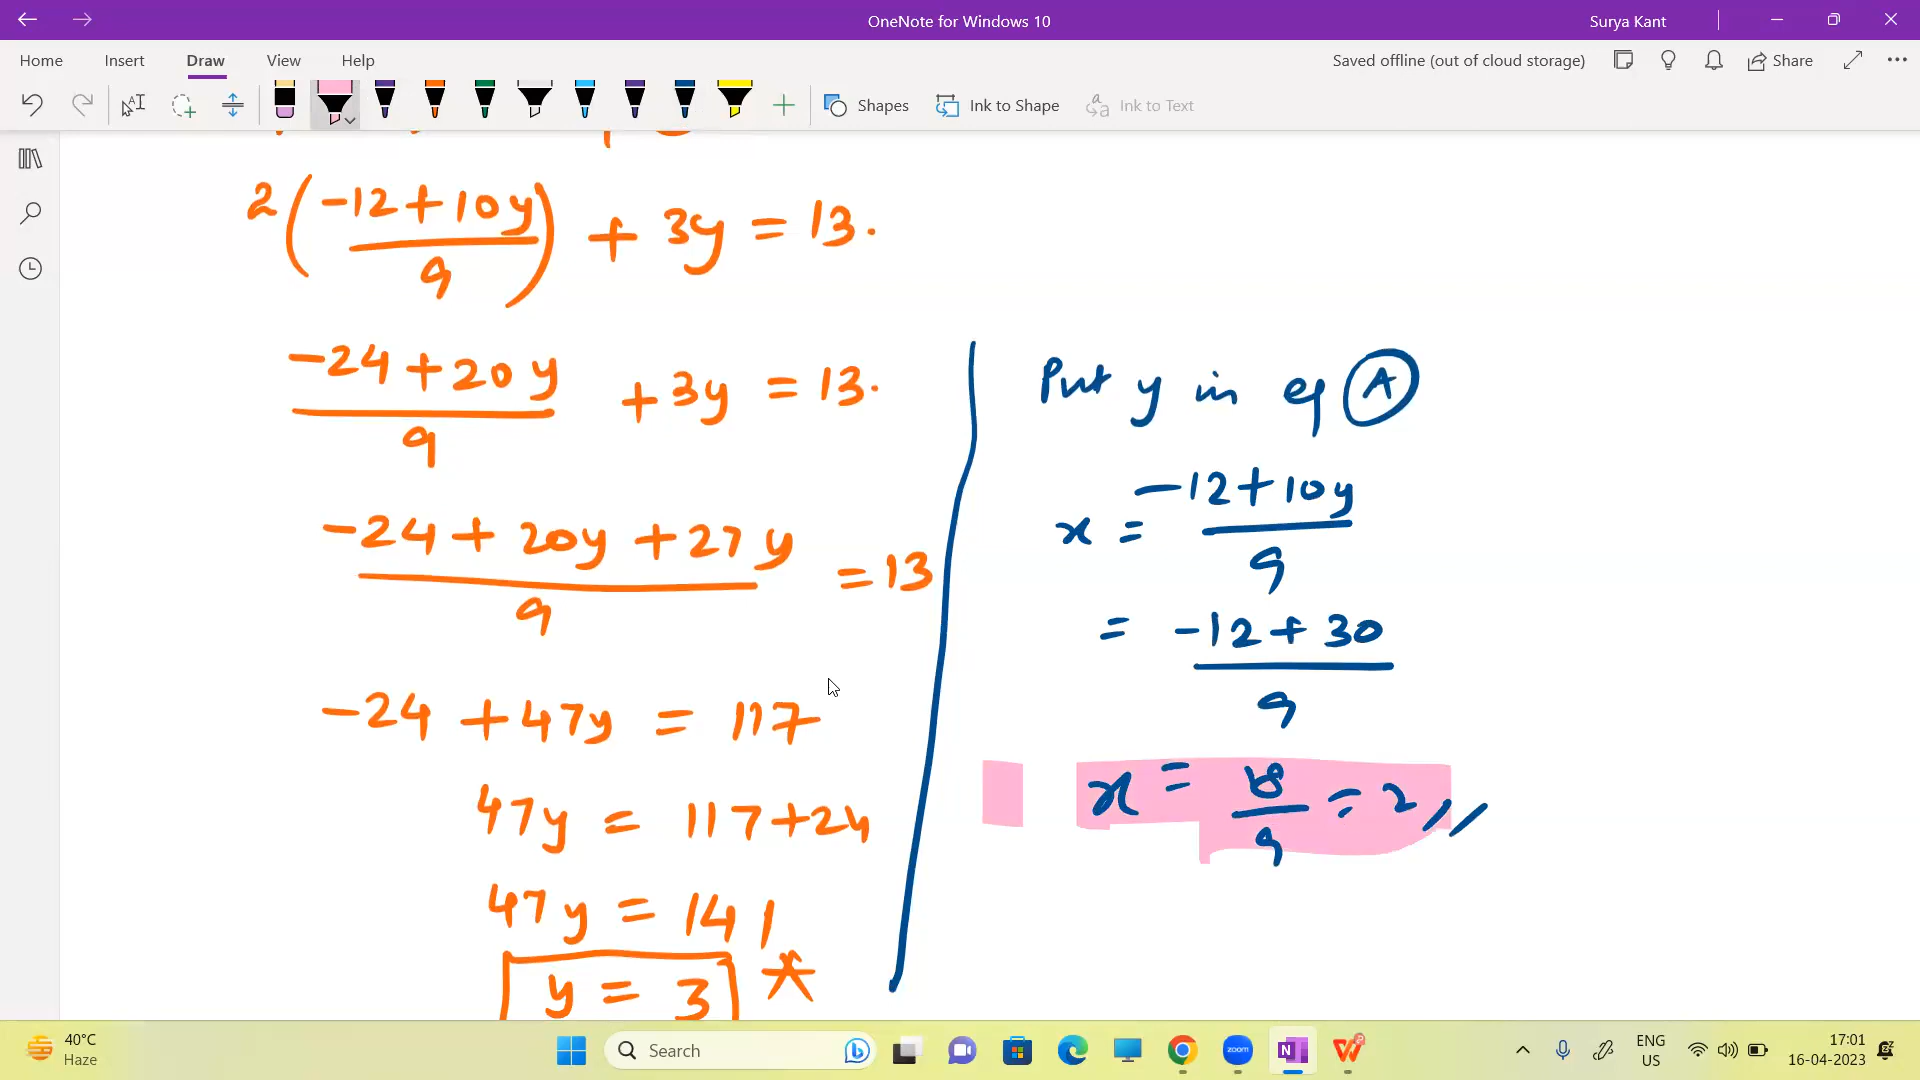 OneNote for Windows 10
Surya Kant
Home Insert Draw View Help
Saved offline (out of cloud storage) Share
Shapes Ink to Shape Ink to Text
2(-12+10y/9) + 3y = 13.
-24+20y/9 +3y = 13.
-24+20y+27y/9 =13
-24 +47y = 117
47y = 117+24
47y = 141
y = 3
Put y in eq A
x = -12+10y/9
= -12+30/9
x = 18/9 = 2
40°C
Haze
Search
zoom
ENG
US
17:01
16-04-2023